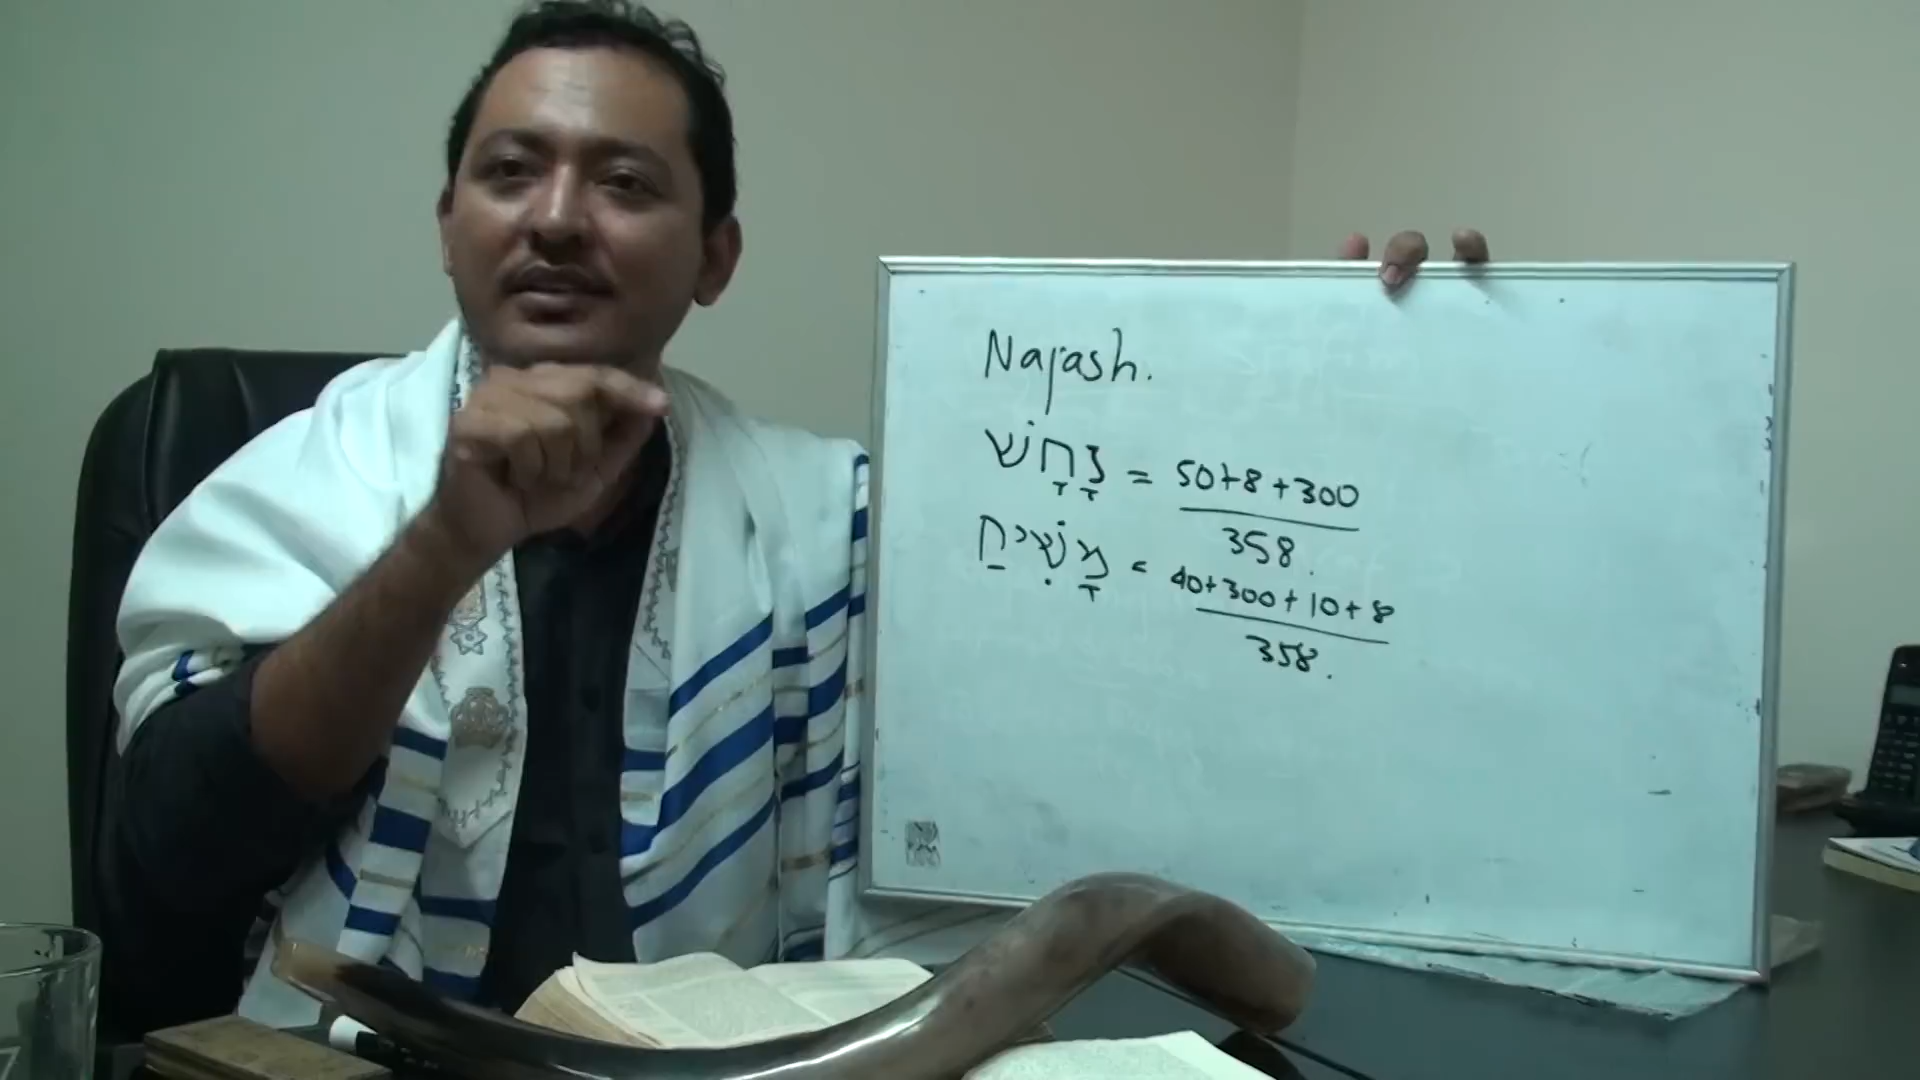 Najash.
נָחָשׁ = 50+8+300
358.
מָשִׁיחַ = 40+300+10+8
358.